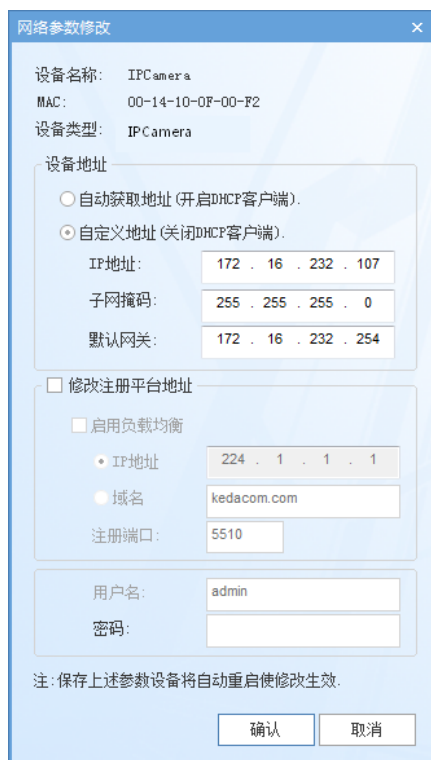 网络参数修改
设备名称: IPCamera
MAC: 00-14-10-0F-00-F2
设备类型: IPCamera
设备地址
自动获取地址(开启DHCP客户端).
自定义地址(关闭DHCP客户端).
IP地址: 172 . 16 . 232 . 107
子网掩码: 255 . 255 . 255 . 0
默认网关: 172 . 16 . 232 . 254
修改注册平台地址
启用负载均衡
IP地址 224 . 1 . 1 . 1
域名 kedacom.com
注册端口: 5510
用户名: admin
密码:
注:保存上述参数设备将自动重启使修改生效.
确认 取消